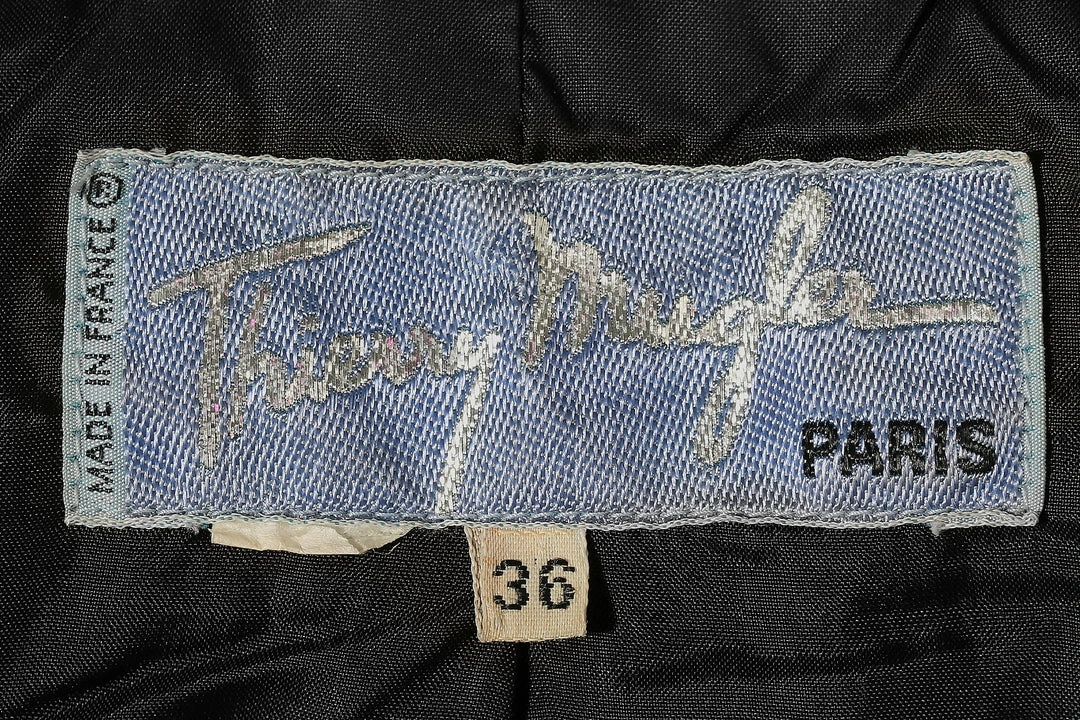 MADE IN FRANCE ®
Thierry Mugler
PARIS
36